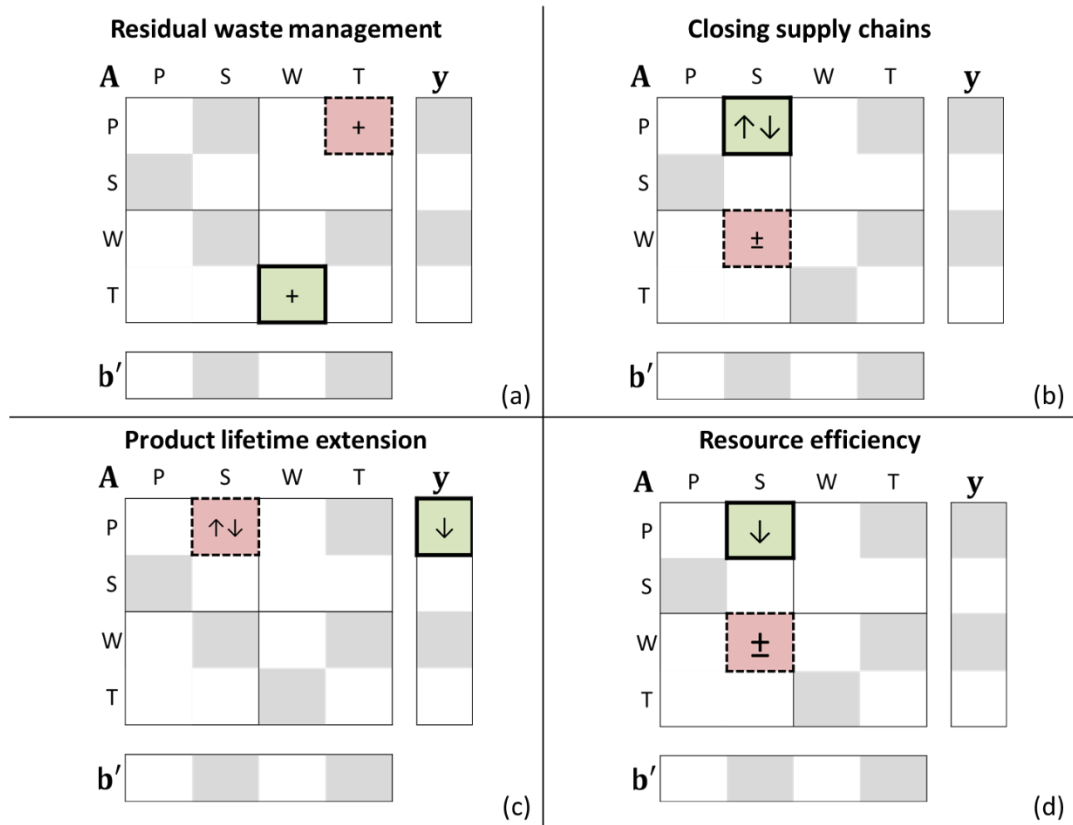 Residual waste management
A P S W T y
P +
S
W
T +
b′
(a)
Closing supply chains
A P S W T y
P ↑↓
S
W ±
T
b′
(b)
Product lifetime extension
A P S W T y
P ↑↓ ↓
S
W
T
b′
(c)
Resource efficiency
A P S W T y
P ↓
S
W ±
T
b′
(d)